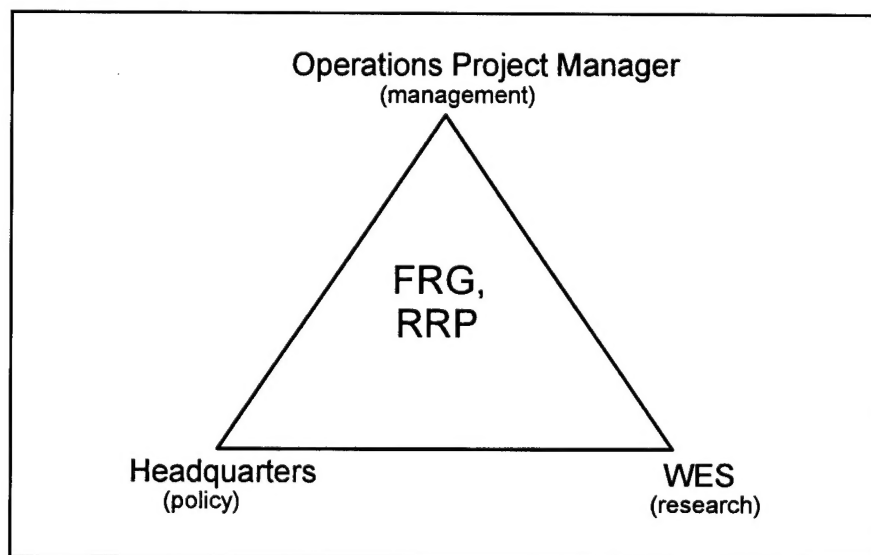 Operations Project Manager
(management)
FRG,
RRP
Headquarters
(policy)
WES
(research)